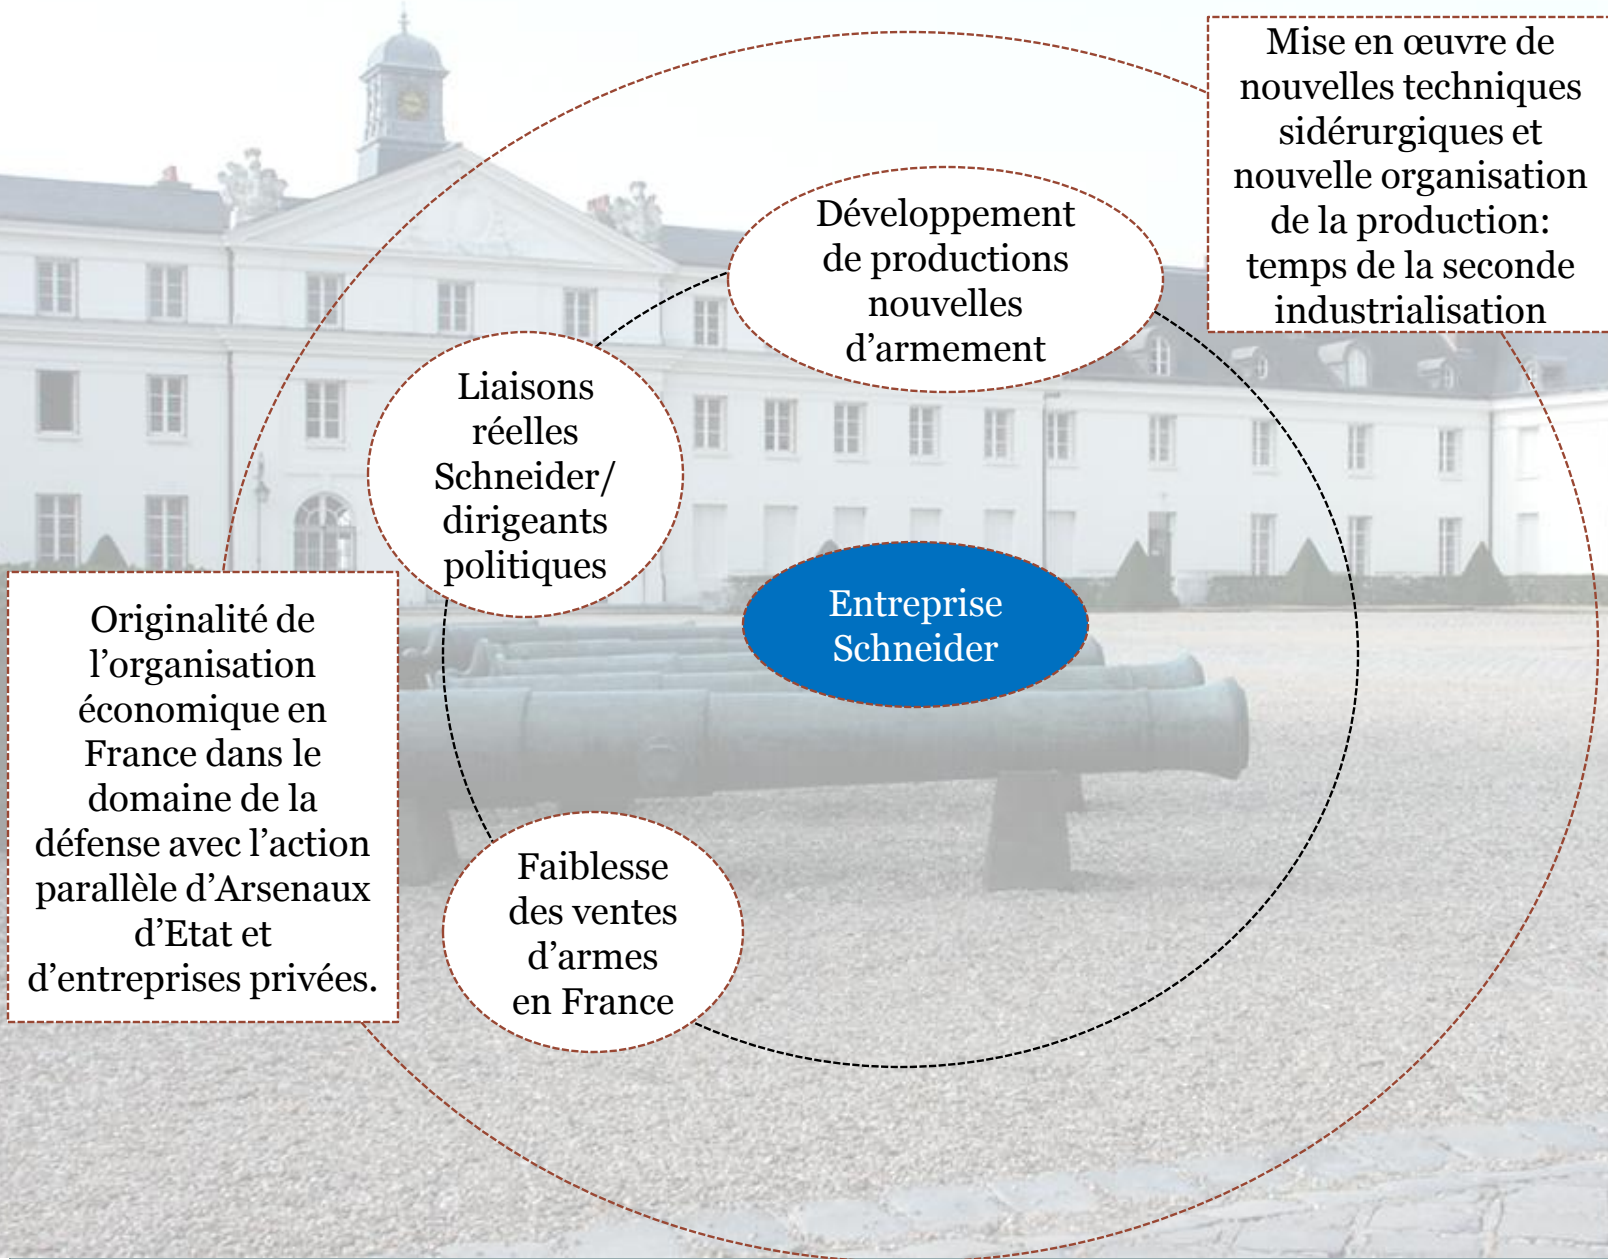 Mise en œuvre de
nouvelles techniques
sidérurgiques et
nouvelle organisation
de la production:
temps de la seconde
industrialisation
Développement
de productions
nouvelles
d’armement
Liaisons
réelles
Schneider/
dirigeants
politiques
Entreprise
Schneider
Originalité de
l’organisation
économique en
France dans le
domaine de la
défense avec l’action
parallèle d’Arsenaux
d’Etat et
d’entreprises privées.
Faiblesse
des ventes
d’armes
en France